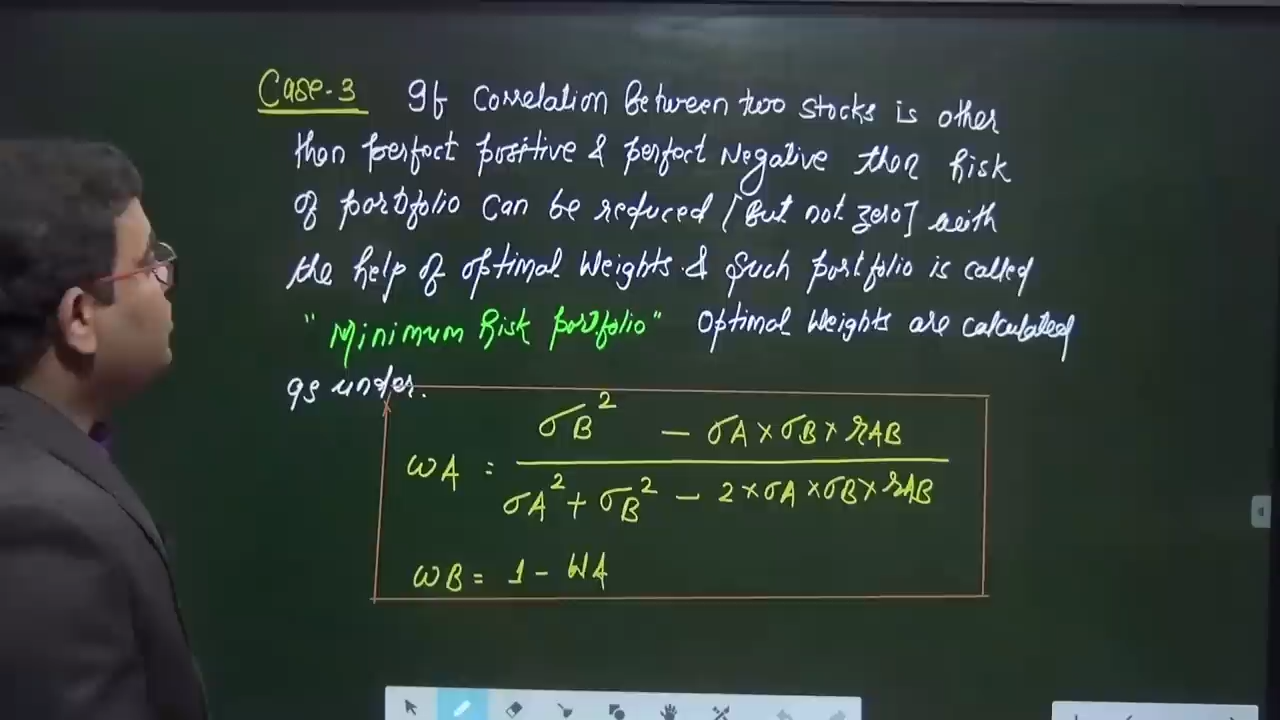 Case-3 If Correlation Between two stocks is other
than perfect positive & perfect Negative then Risk
of portfolio can be reduced [But not zero] with
the help of optimal Weights & Such portfolio is called
"Minimum Risk portfolio" Optimal Weights are calculated
as under.
σB² - σA × σB × rAB
WA =
σA² + σB² - 2 × σA × σB × rAB
WB = 1 - WA